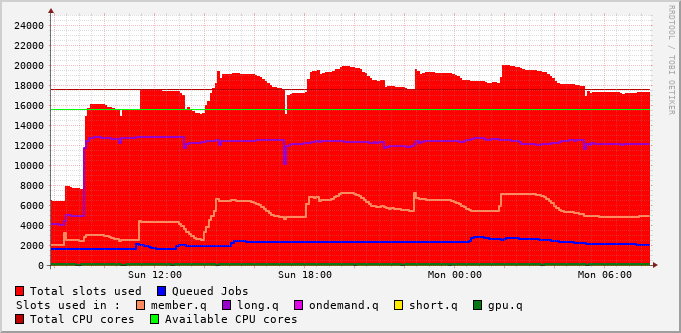 RRDTOOL / TOBI OETIKER
24000
22000
20000
18000
16000
14000
12000
10000
8000
6000
4000
2000
0
Sun 12:00 Sun 18:00 Mon 00:00 Mon 06:00
Total slots used Queued Jobs
Slots used in : member.q long.q ondemand.q short.q gpu.q
Total CPU cores Available CPU cores